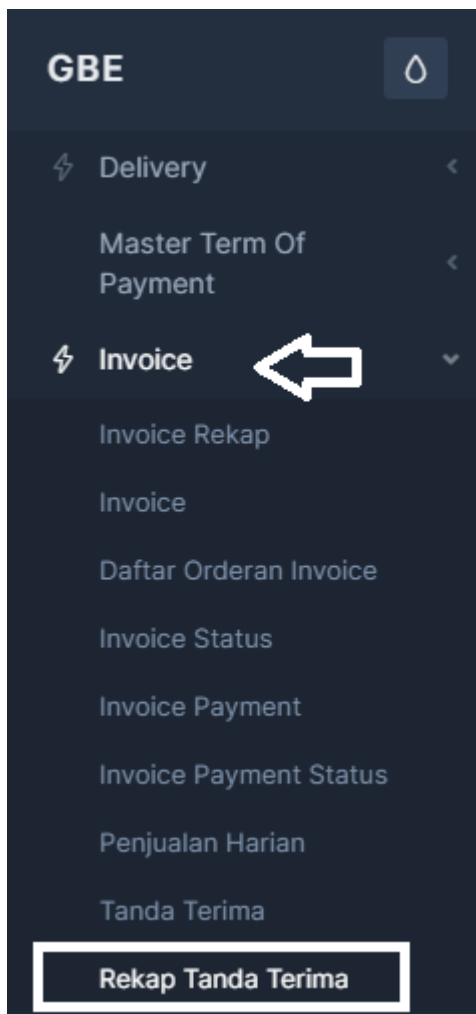 GBE
Delivery
Master Term Of
Payment
Invoice
Invoice Rekap
Invoice
Daftar Orderan Invoice
Invoice Status
Invoice Payment
Invoice Payment Status
Penjualan Harian
Tanda Terima
Rekap Tanda Terima